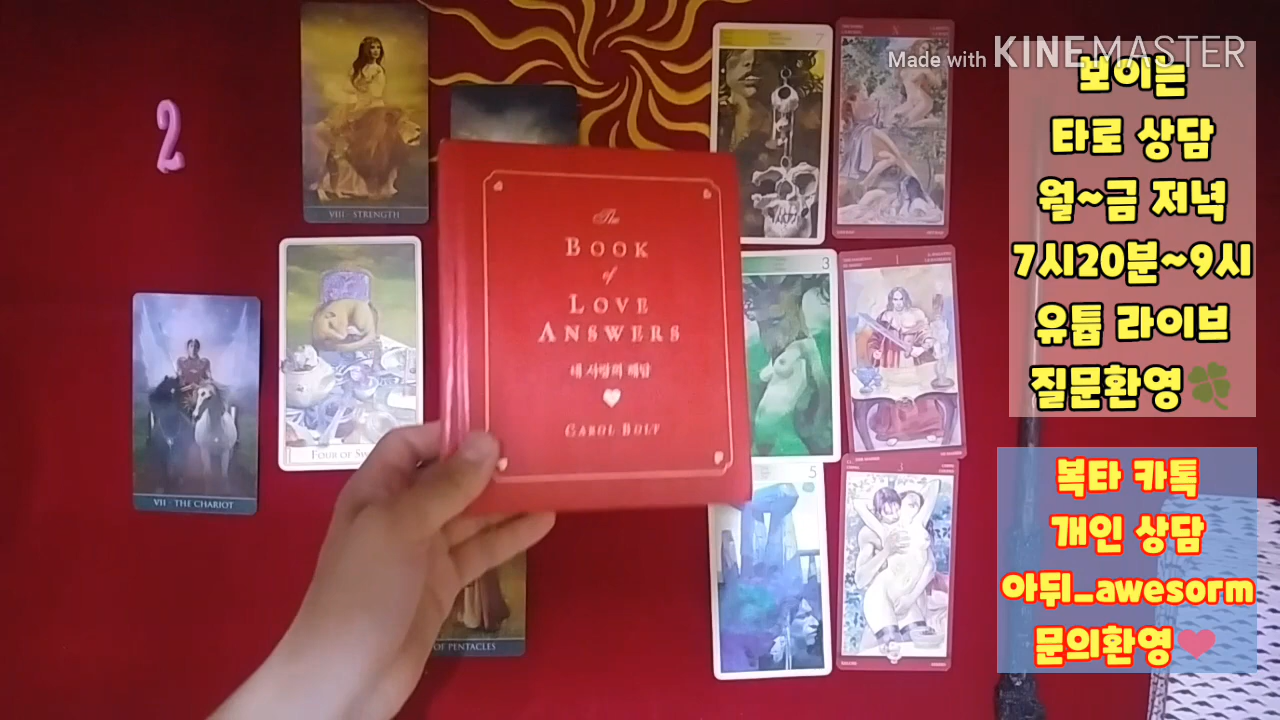 Made with KINEMASTER
보이는
타로 상담
월~금 저녁
7시20분~9시
유튭 라이브
질문환영
복타 카톡
개인 상담
아뒤_awesorm
문의환영
2
VIII · STRENGTH
The
BOOK
of
LOVE
ANSWERS
내 사랑의 해답
CAROL BOLT
VII · THE CHARIOT
FOUR OF
OF PENTACLES
7
X
3
I
5
3